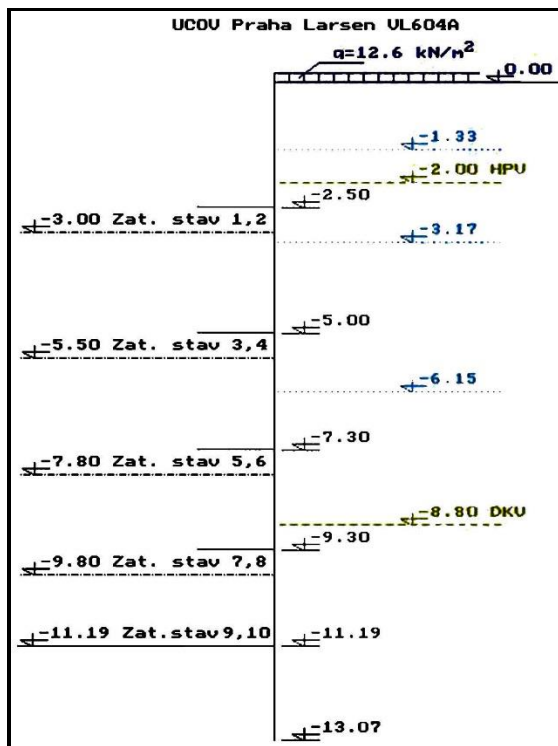 UCOV Praha Larsen VL604A
q=12.6 kN/m²
0.00
-1.33
-2.00 HPV
-2.50
-3.00 Zat. stav 1,2
-3.17
-5.00
-5.50 Zat. stav 3,4
-6.15
-7.30
-7.80 Zat. stav 5,6
-8.80 DKV
-9.30
-9.80 Zat. stav 7,8
-11.19 Zat.stav 9,10
-11.19
-13.07